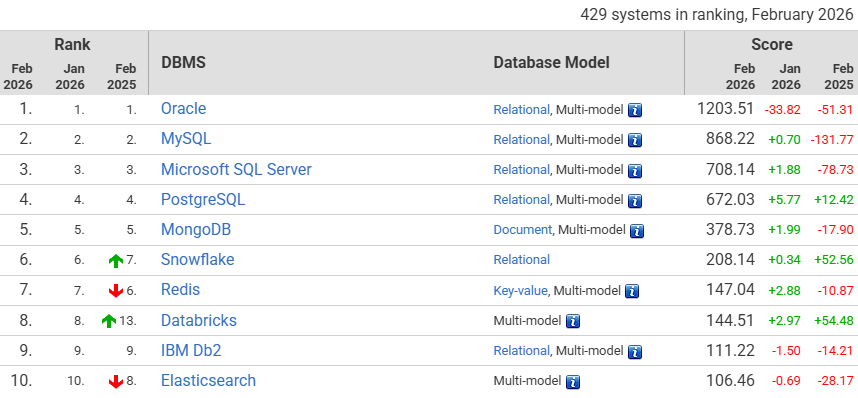 429 systems in ranking, February 2026
Rank DBMS Database Model Score
Feb 2026 Jan 2026 Feb 2025 Feb 2026 Jan 2026 Feb 2025
1. 1. 1. Oracle Relational, Multi-model i 1203.51 -33.82 -51.31
2. 2. 2. MySQL Relational, Multi-model i 868.22 +0.70 -131.77
3. 3. 3. Microsoft SQL Server Relational, Multi-model i 708.14 +1.88 -78.73
4. 4. 4. PostgreSQL Relational, Multi-model i 672.03 +5.77 +12.42
5. 5. 5. MongoDB Document, Multi-model i 378.73 +1.99 -17.90
6. 6. 7. Snowflake Relational 208.14 +0.34 +52.56
7. 7. 6. Redis Key-value, Multi-model i 147.04 +2.88 -10.87
8. 8. 13. Databricks Multi-model i 144.51 +2.97 +54.48
9. 9. 9. IBM Db2 Relational, Multi-model i 111.22 -1.50 -14.21
10. 10. 8. Elasticsearch Multi-model i 106.46 -0.69 -28.17